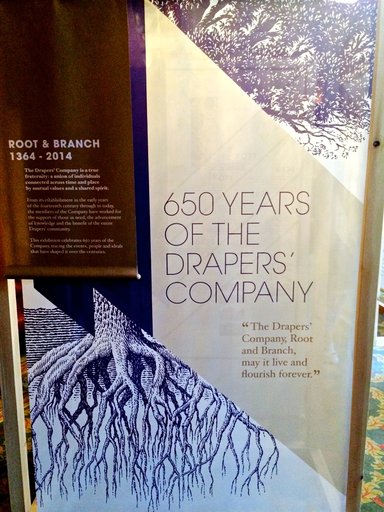 ROOT & BRANCH
1364 - 2014
The Drapers' Company is a true
fraternity: a union of individuals
connected across time and place
by mutual values and a shared spirit.
From its establishment in the early years
of the fourteenth century through to today,
the members of the Company have worked for
the support of those in need, the advancement
of knowledge and the benefit of the entire
Drapers' community.
This exhibition celebrates 650 years of the
Company, tracing the events, people and ideals
that have shaped it over the centuries.
650 YEARS
OF THE
DRAPERS'
COMPANY
“The Drapers'
Company, Root
and Branch,
may it live and
flourish forever.”